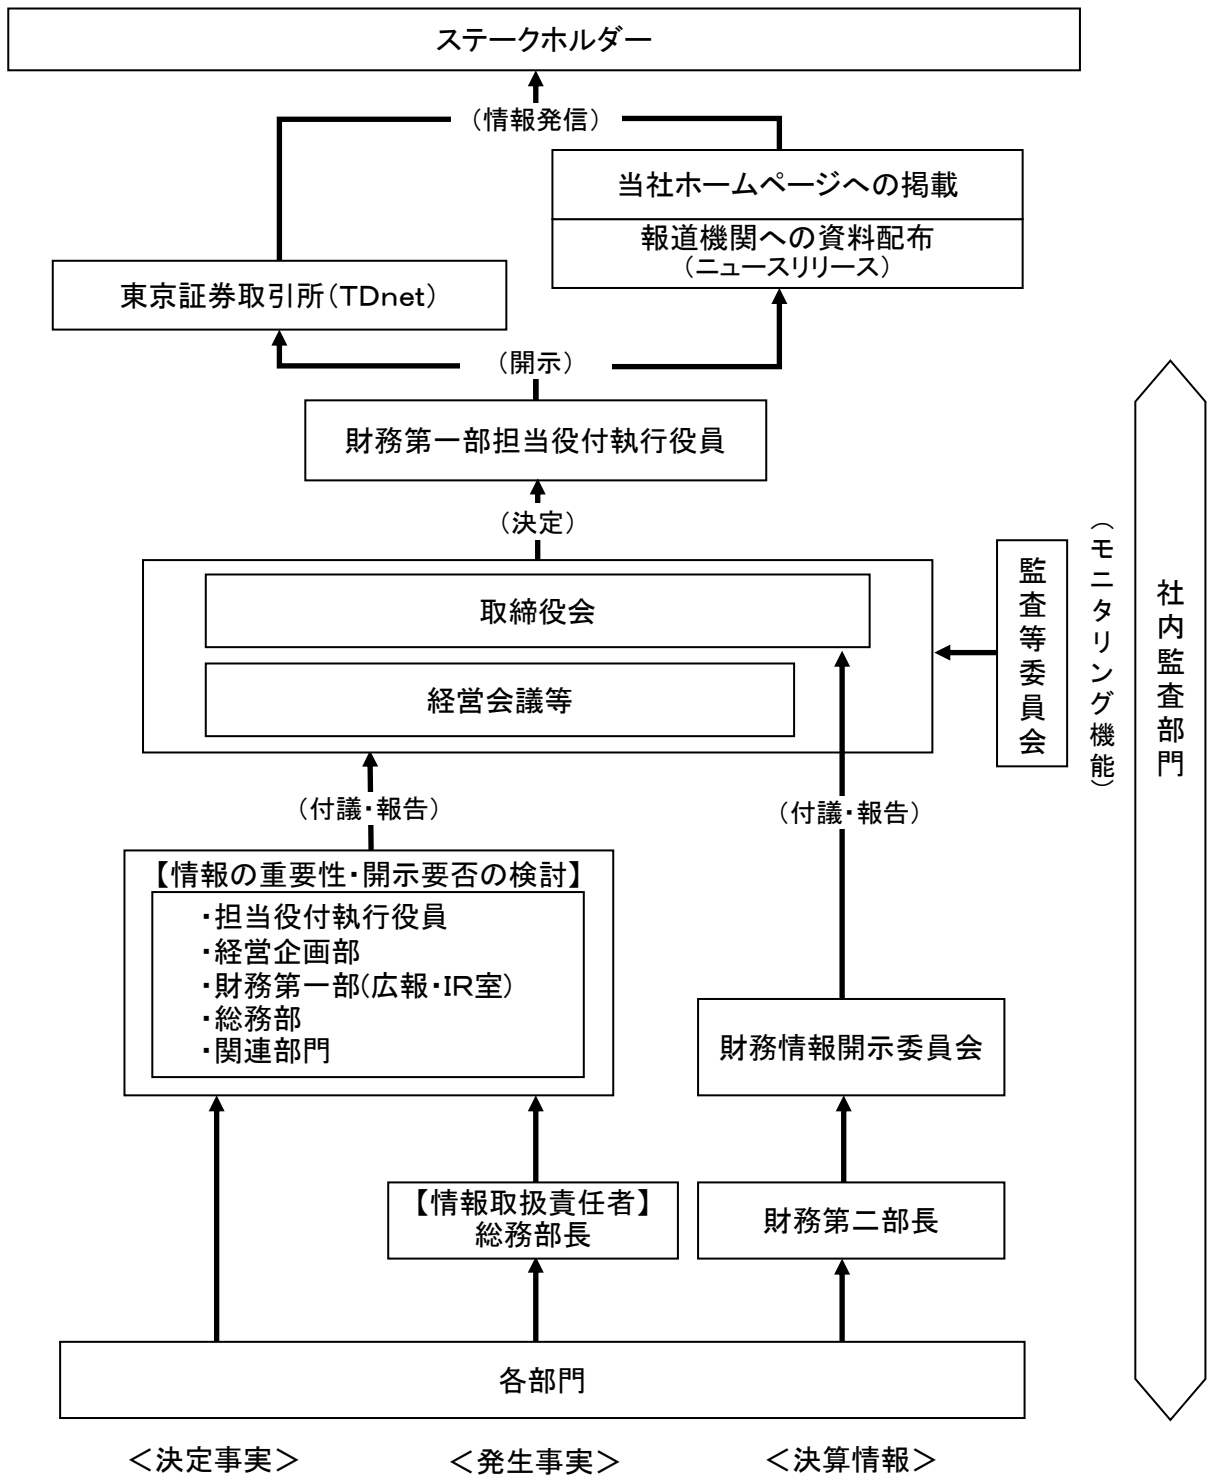 ステークホルダー
（情報発信）
当社ホームページへの掲載
報道機関への資料配布
（ニュースリリース）
東京証券取引所（TDnet）
（開示）
財務第一部担当役付執行役員
（決定）
取締役会
経営会議等
監査等委員会
（モニタリング機能）
社内監査部門
（付議・報告）
（付議・報告）
【情報の重要性・開示要否の検討】
・担当役付執行役員
・経営企画部
・財務第一部(広報・IR室)
・総務部
・関連部門
財務情報開示委員会
【情報取扱責任者】
総務部長
財務第二部長
各部門
＜決定事実＞
＜発生事実＞
＜決算情報＞